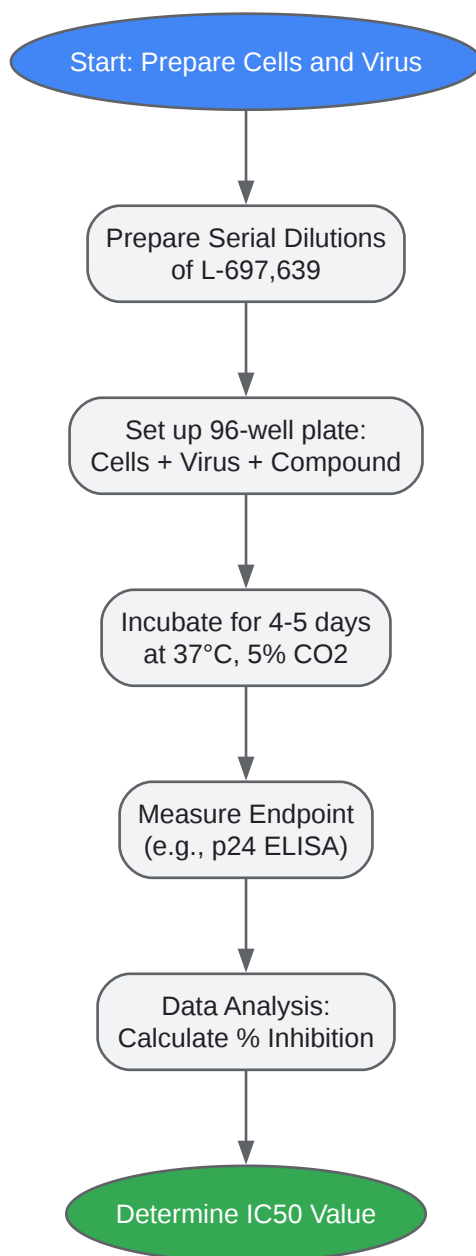 Start: Prepare Cells and Virus
Prepare Serial Dilutions
of L-697,639
Set up 96-well plate:
Cells + Virus + Compound
Incubate for 4-5 days
at 37°C, 5% CO2
Measure Endpoint
(e.g., p24 ELISA)
Data Analysis:
Calculate % Inhibition
Determine IC50 Value